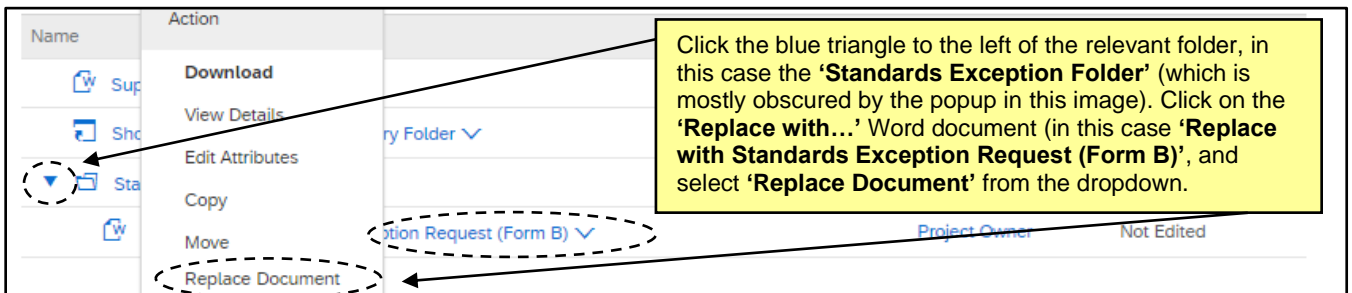 Action
Name
Download
Sup
View Details
Sho
ry Folder
Edit Attributes
Sta
Copy
Move
ption Request (Form B)
Project Owner
Not Edited
Replace Document
Click the blue triangle to the left of the relevant folder, in
this case the ‘Standards Exception Folder’ (which is
mostly obscured by the popup in this image). Click on the
‘Replace with…’ Word document (in this case ‘Replace
with Standards Exception Request (Form B)’, and
select ‘Replace Document’ from the dropdown.